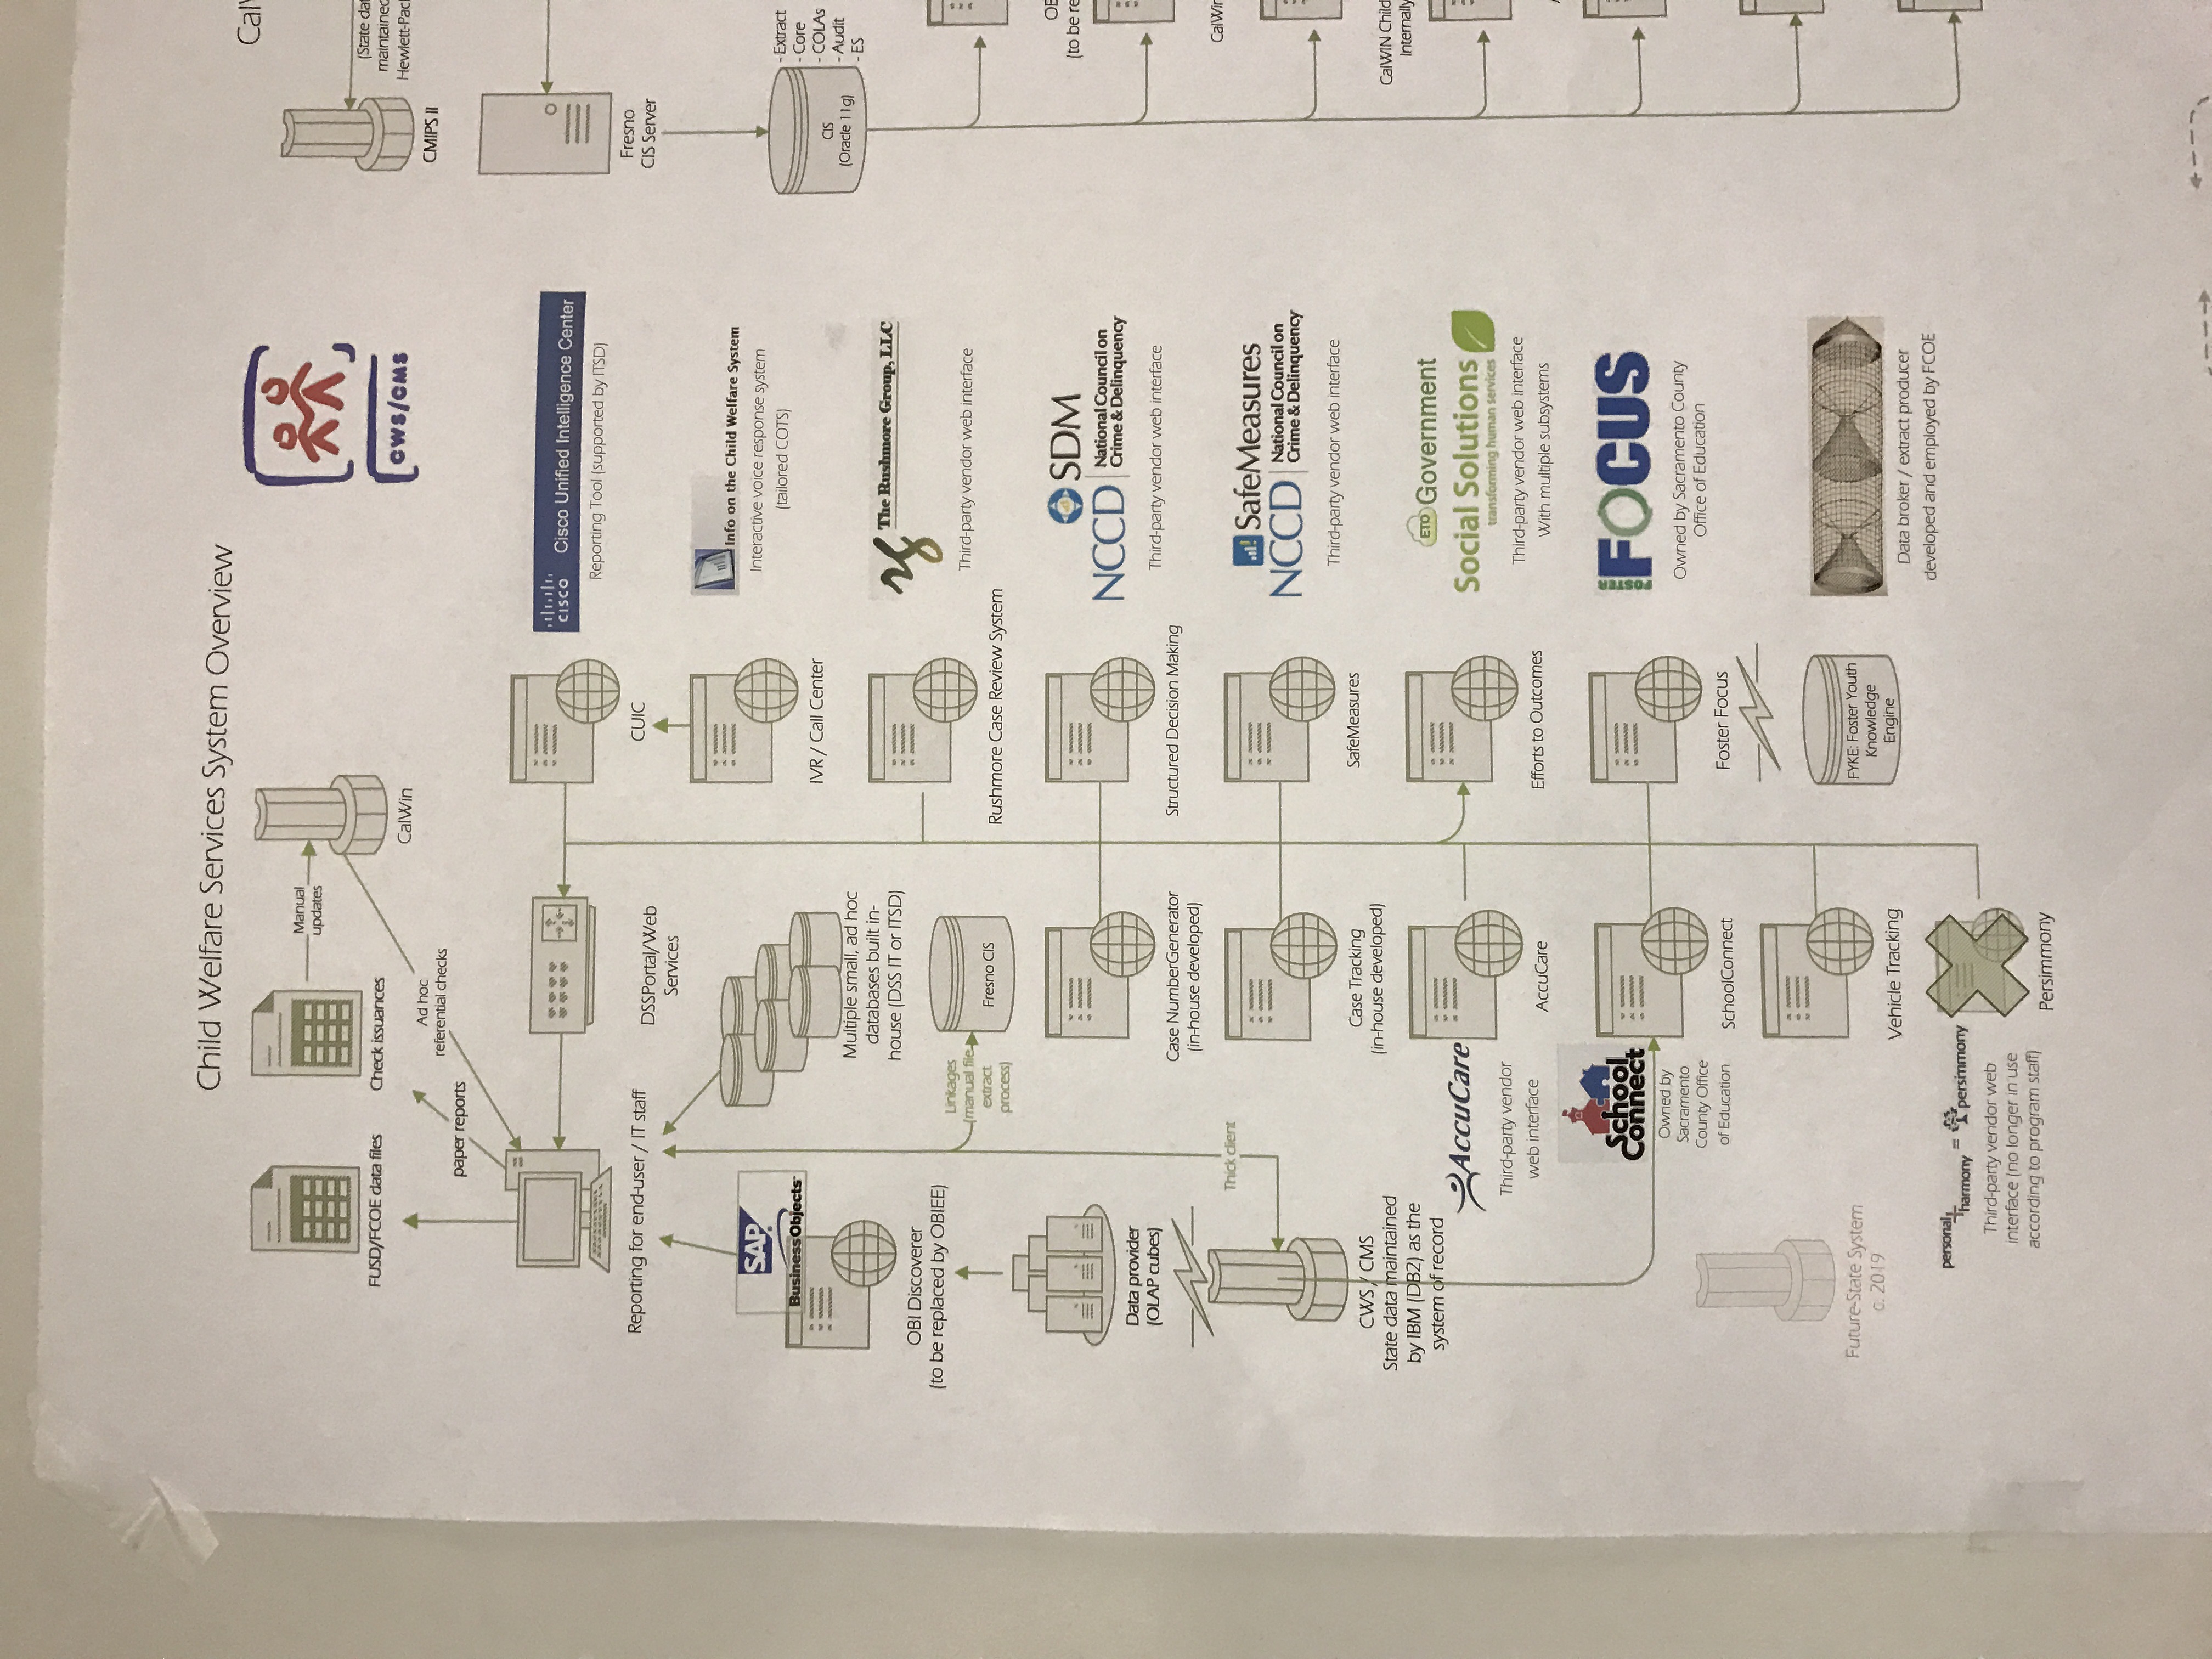 Child Welfare Services System Overview
FUSD/FCOE data files
Check issuances
Manual
updates
CalWin
CWS/CMS
Ad hoc
referential checks
paper reports
Reporting for end-user / IT staff
DSSPortal/Web
Services
CUIC
CISCO Cisco Unified Intelligence Center
Reporting Tool (supported by ITSD)
SAP
Business Objects
OBI Discoverer
(to be replaced by OBIEE)
Multiple small, ad hoc
databases built in-
house (DSS IT or ITSD)
IVR / Call Center
Info on the Child Welfare System
Interactive voice response system
(tailored COTS)
Linkages
(manual file
extract
process)
Fresno CIS
Rushmore Case Review System
The Rushmore Group, LLC
Third-party vendor web interface
Data provider
(OLAP cubes)
Case NumberGenerator
(in-house developed)
Structured Decision Making
SDM
NCCD National Council on
Crime & Delinquency
Third-party vendor web interface
Thick client
CWS / CMS
State data maintained
by IBM (DB2) as the
system of record
Case Tracking
(in-house developed)
SafeMeasures
SafeMeasures
NCCD National Council on
Crime & Delinquency
Third-party vendor web interface
AccuCare
Third-party vendor
web interface
AccuCare
Efforts to Outcomes
ETO Government
Social Solutions
transforming human services
Third-party vendor web interface
With multiple subsystems
School
Connect
Owned by
Sacramento
County Office
of Education
SchoolConnect
Foster Focus
FOSTER FOCUS
Owned by Sacramento County
Office of Education
Future-State System
c. 2019
Vehicle Tracking
FYKE: Foster Youth
Knowledge
Engine
Data broker / extract producer
developed and employed by FCOE
personal
harmony = persimmony
Third-party vendor web
interface (no longer in use
according to program staff)
Persimmony
CMIPS II
(State
maintained
Fresno
CIS Server
CIS
(Oracle 11g)
- Extract
- Core
- COLAs
- Audit
- ES
(to be
CalWIN Child
Internally